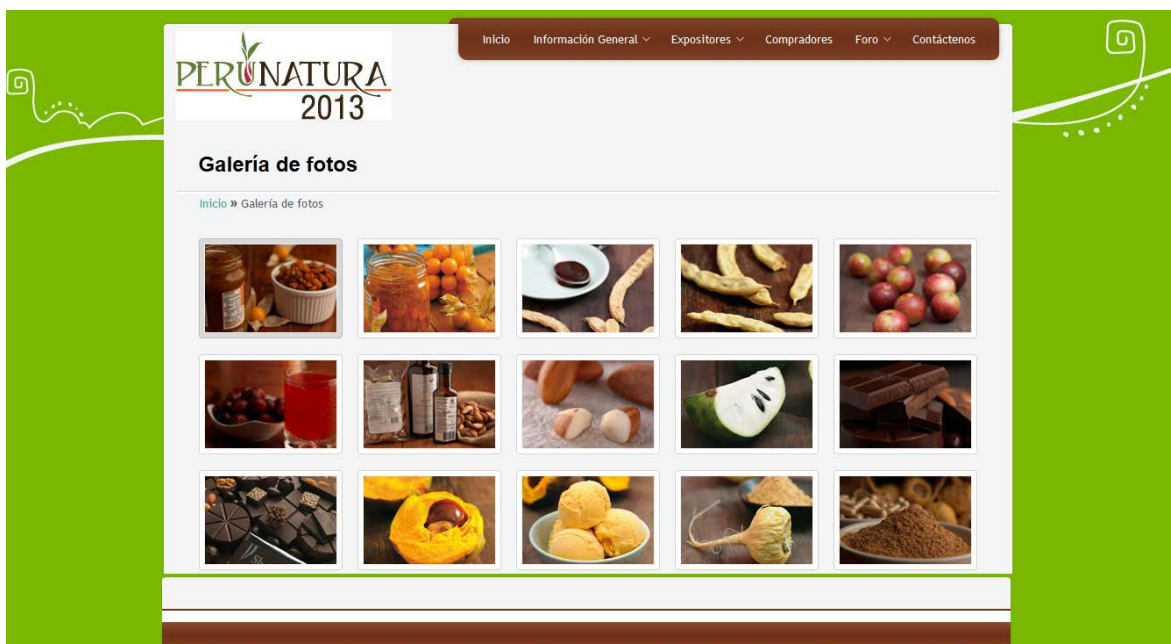 Inicio Información General Expositores Compradores Foro Contáctenos
PERUNATURA
2013
Galería de fotos
Inicio » Galería de fotos